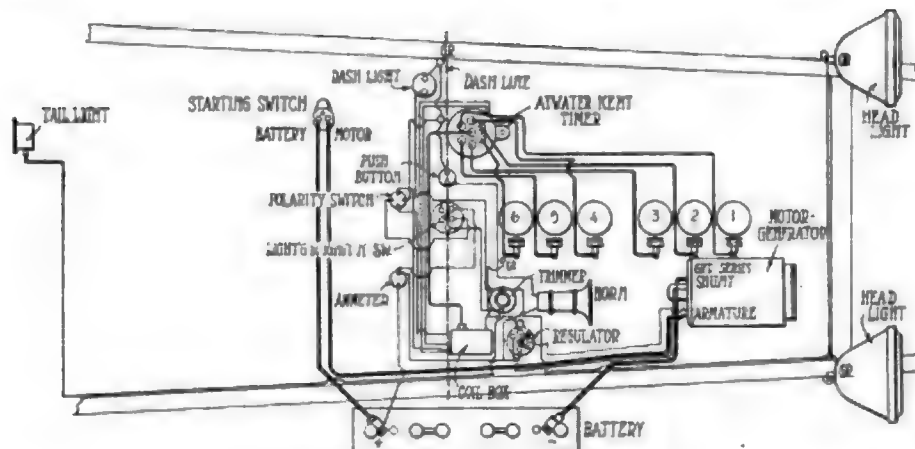 DASH LIGHT
DASH LINE
STARTING SWITCH
ATWATER KENT
TIMER
TAIL LIGHT
BATTERY MOTOR
HEAD
LIGHT
PUSH
BUTTON
POLARITY SWITCH
6 5 4 3 2 1
MOTOR-
GENERATOR
SERIES
SHUNT
TRIMMER
HORN
HEAD
LIGHT
AMMETER
ARMATURE
REGULATOR
COIL BOX
BATTERY
+
-